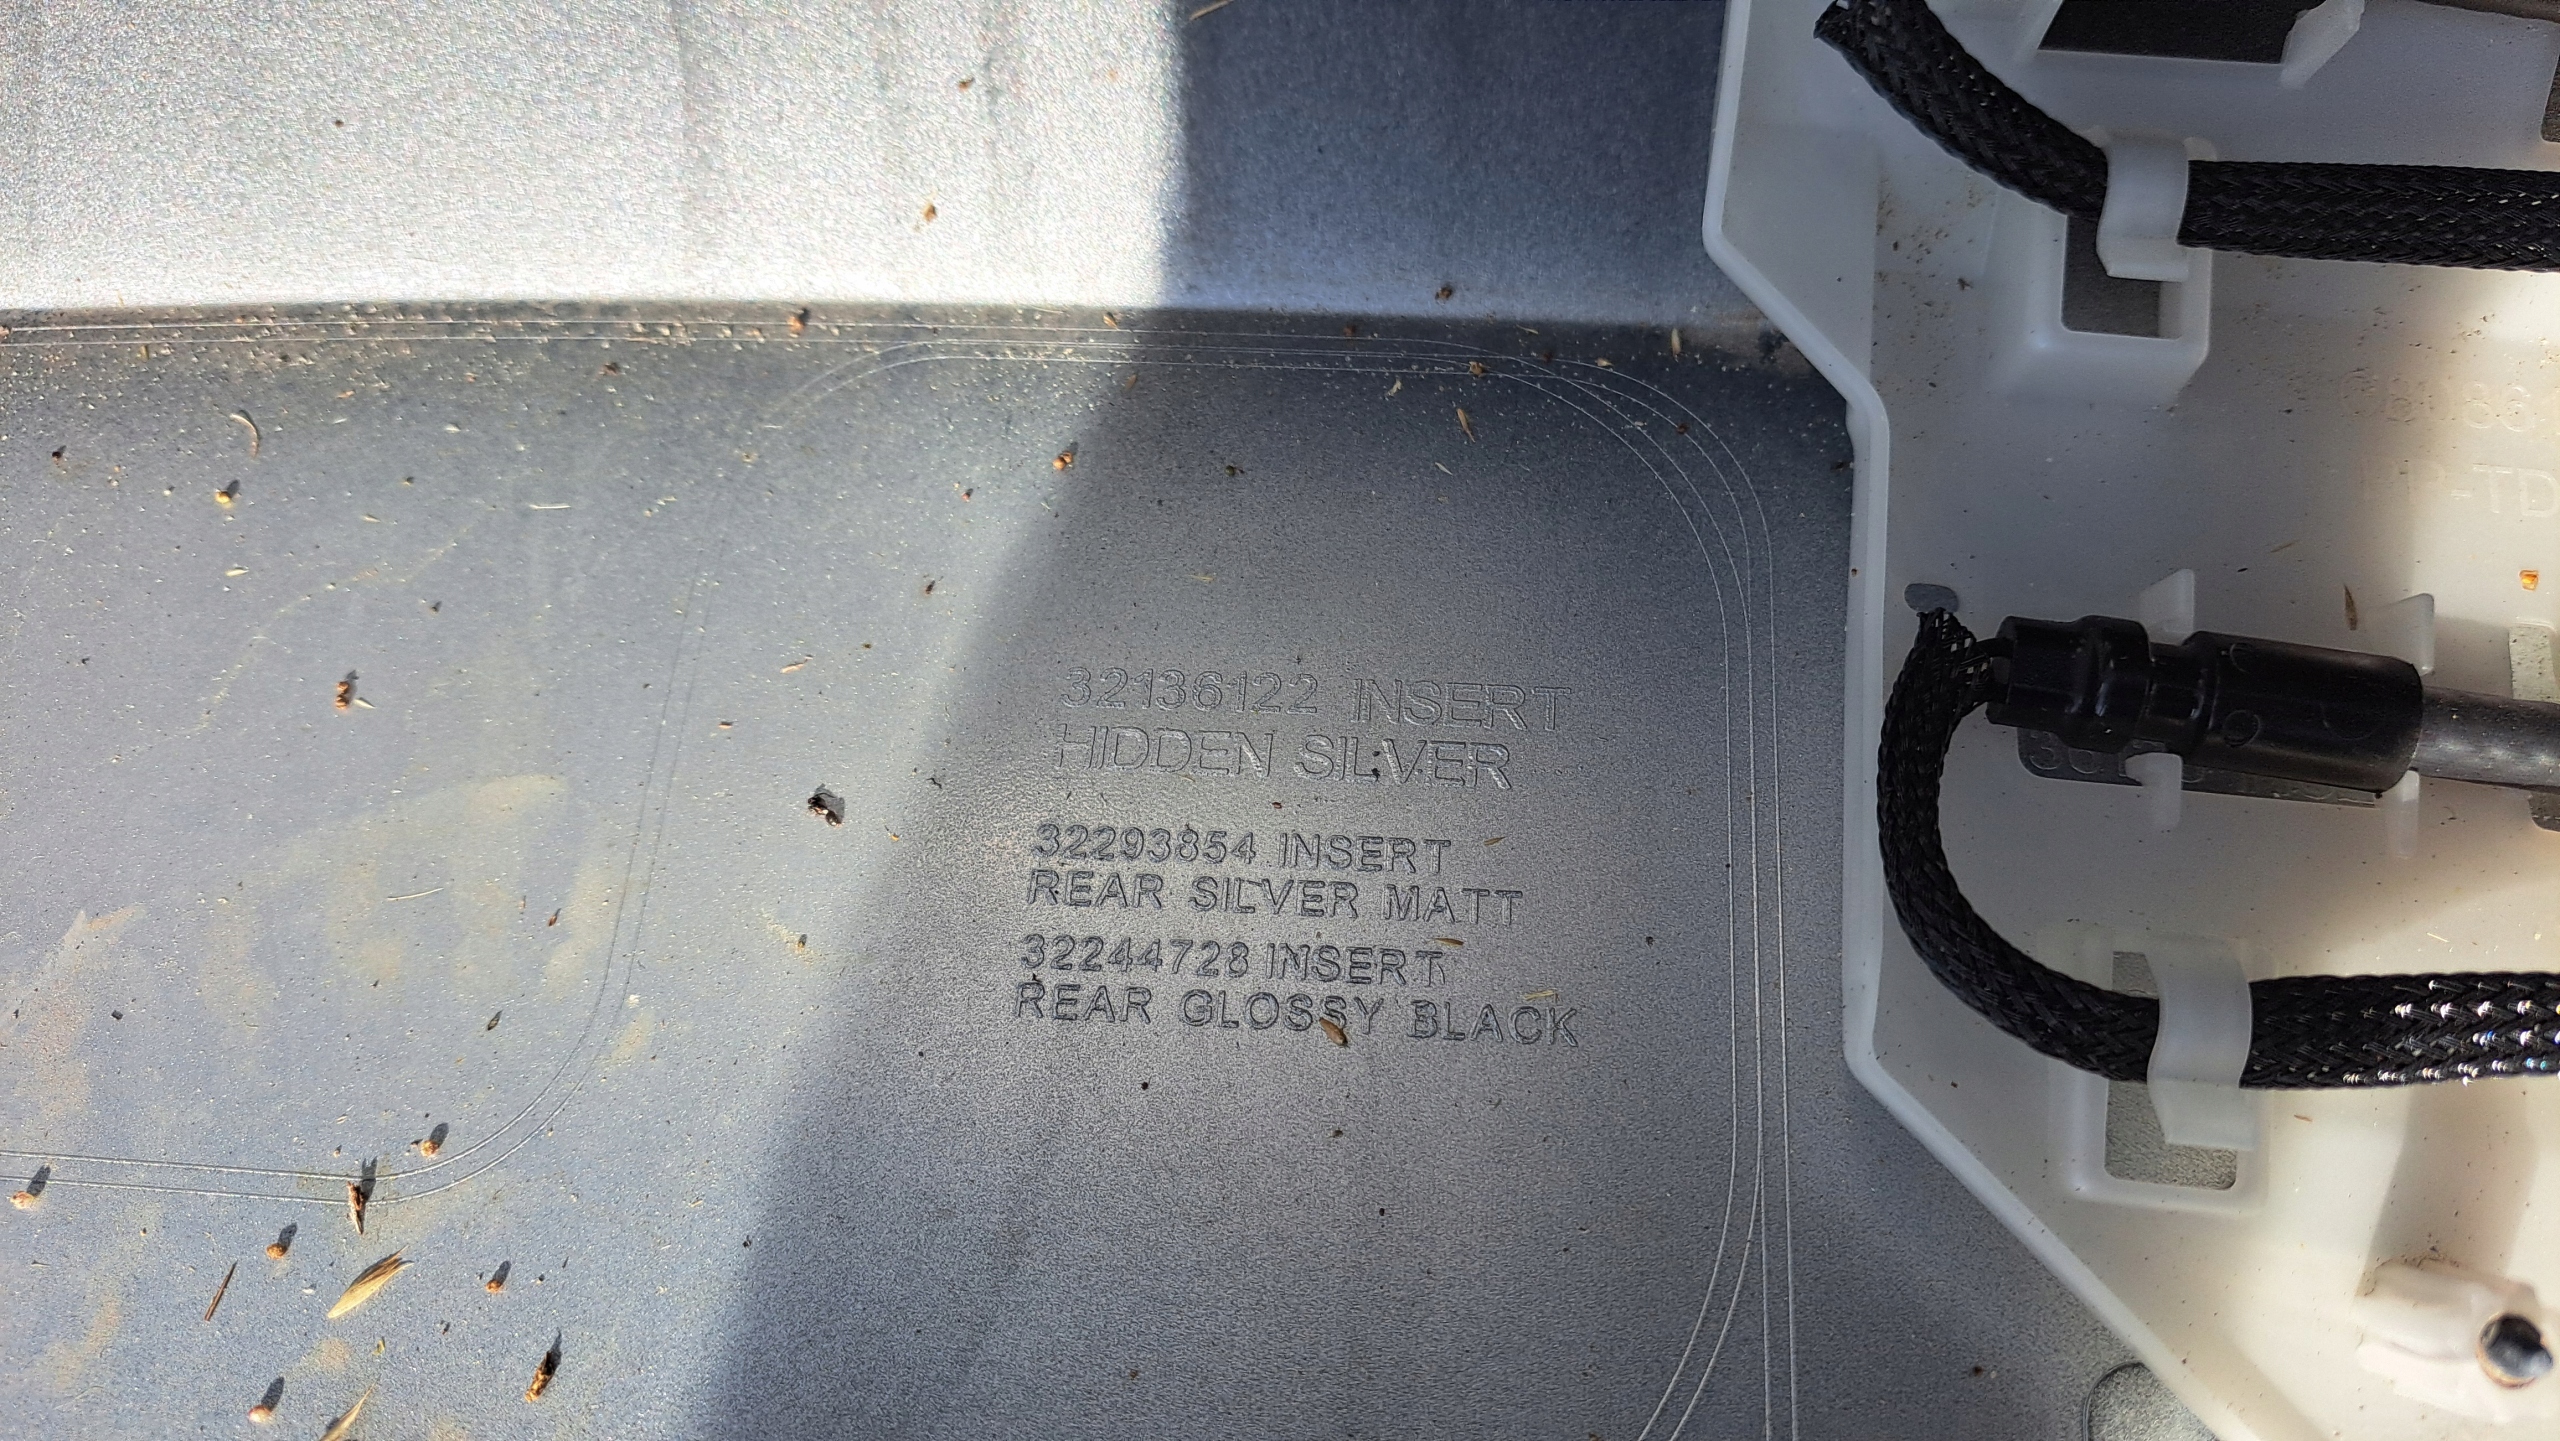 32136122 INSERT
HIDDEN SILVER
32293854 INSERT
REAR SILVER MATT
32244728 INSERT
REAR GLOSSY BLACK